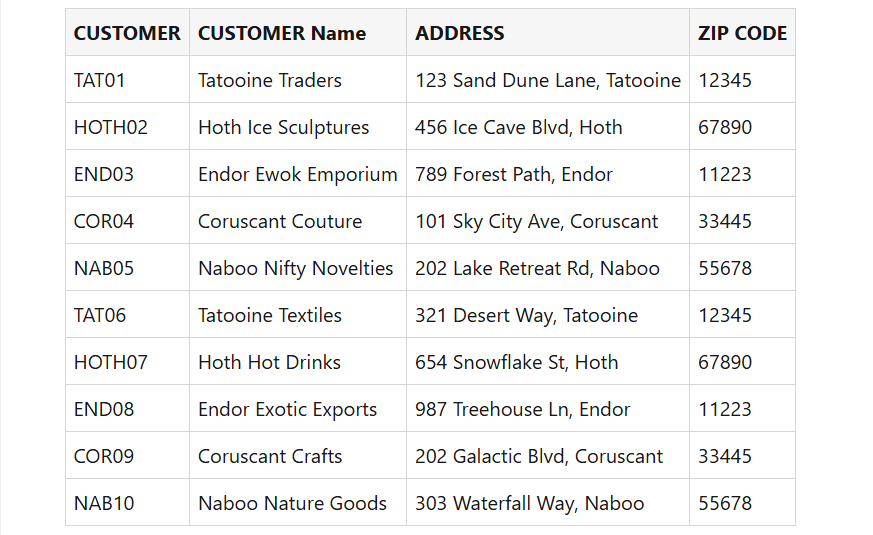 CUSTOMER CUSTOMER Name ADDRESS ZIP CODE
TAT01 Tatooine Traders 123 Sand Dune Lane, Tatooine 12345
HOTH02 Hoth Ice Sculptures 456 Ice Cave Blvd, Hoth 67890
END03 Endor Ewok Emporium 789 Forest Path, Endor 11223
COR04 Coruscant Couture 101 Sky City Ave, Coruscant 33445
NAB05 Naboo Nifty Novelties 202 Lake Retreat Rd, Naboo 55678
TAT06 Tatooine Textiles 321 Desert Way, Tatooine 12345
HOTH07 Hoth Hot Drinks 654 Snowflake St, Hoth 67890
END08 Endor Exotic Exports 987 Treehouse Ln, Endor 11223
COR09 Coruscant Crafts 202 Galactic Blvd, Coruscant 33445
NAB10 Naboo Nature Goods 303 Waterfall Way, Naboo 55678